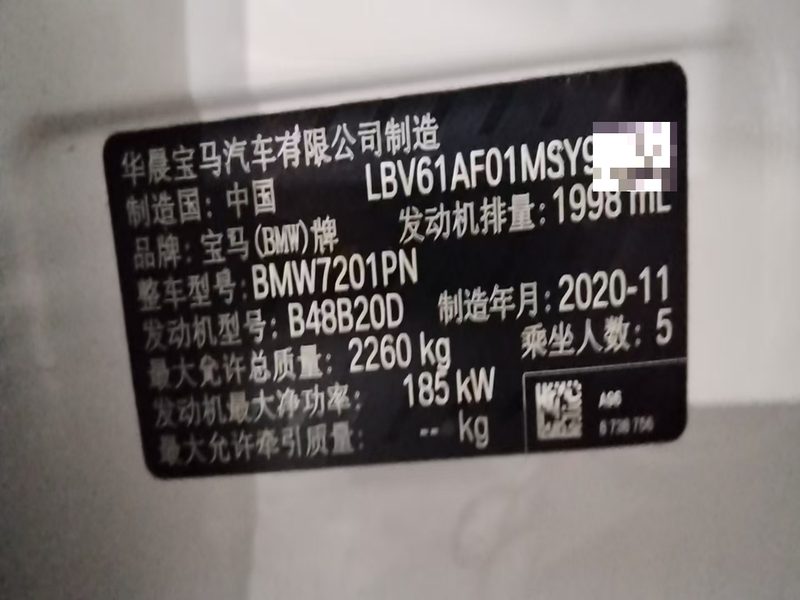 华晨宝马汽车有限公司制造
LBV61AF01MSY9
制造国：中国
发动机排量：1998 mL
品牌：宝马(BMW)牌
整车型号：BMW7201PN
制造年月：2020-11
发动机型号：B48B20D
乘坐人数：5
最大允许总质量：2260 kg
发动机最大净功率：185 kW
最大允许牵引质量：-- kg
A96